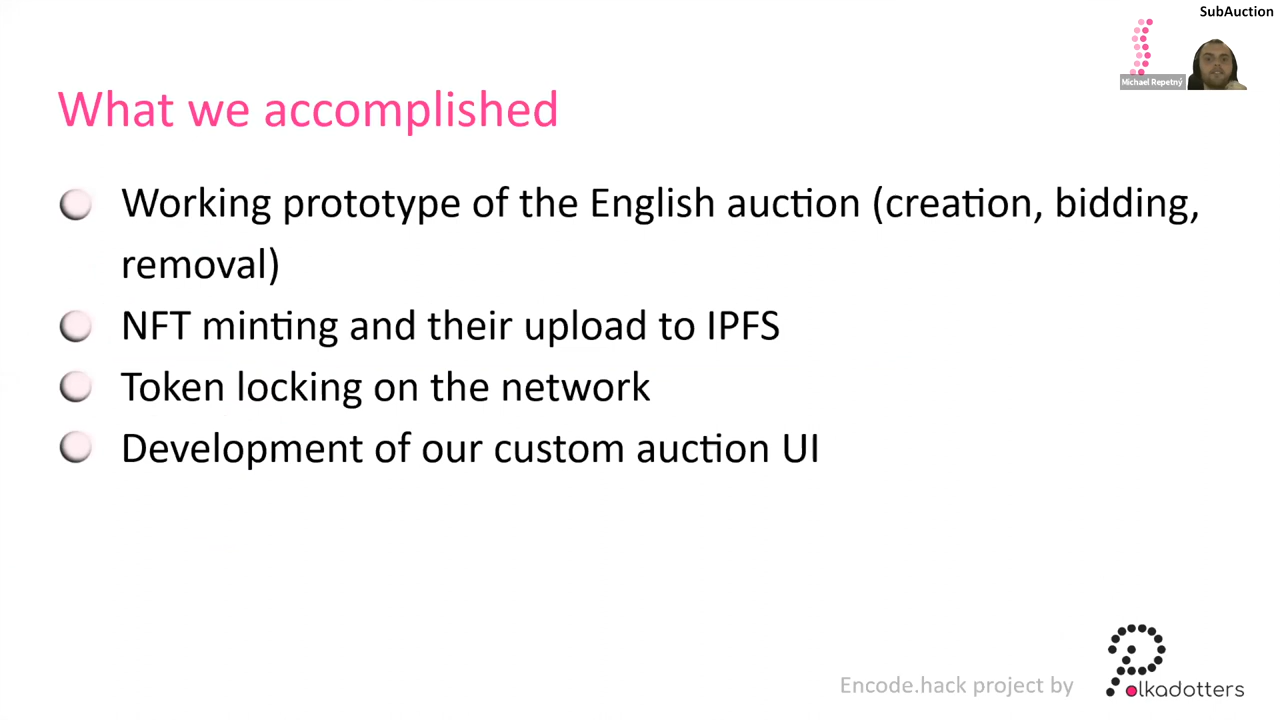 SubAuction
Michael Repetný
What we accomplished
Working prototype of the English auction (creation, bidding,
removal)
NFT minting and their upload to IPFS
Token locking on the network
Development of our custom auction UI
Encode.hack project by
Polkadotters